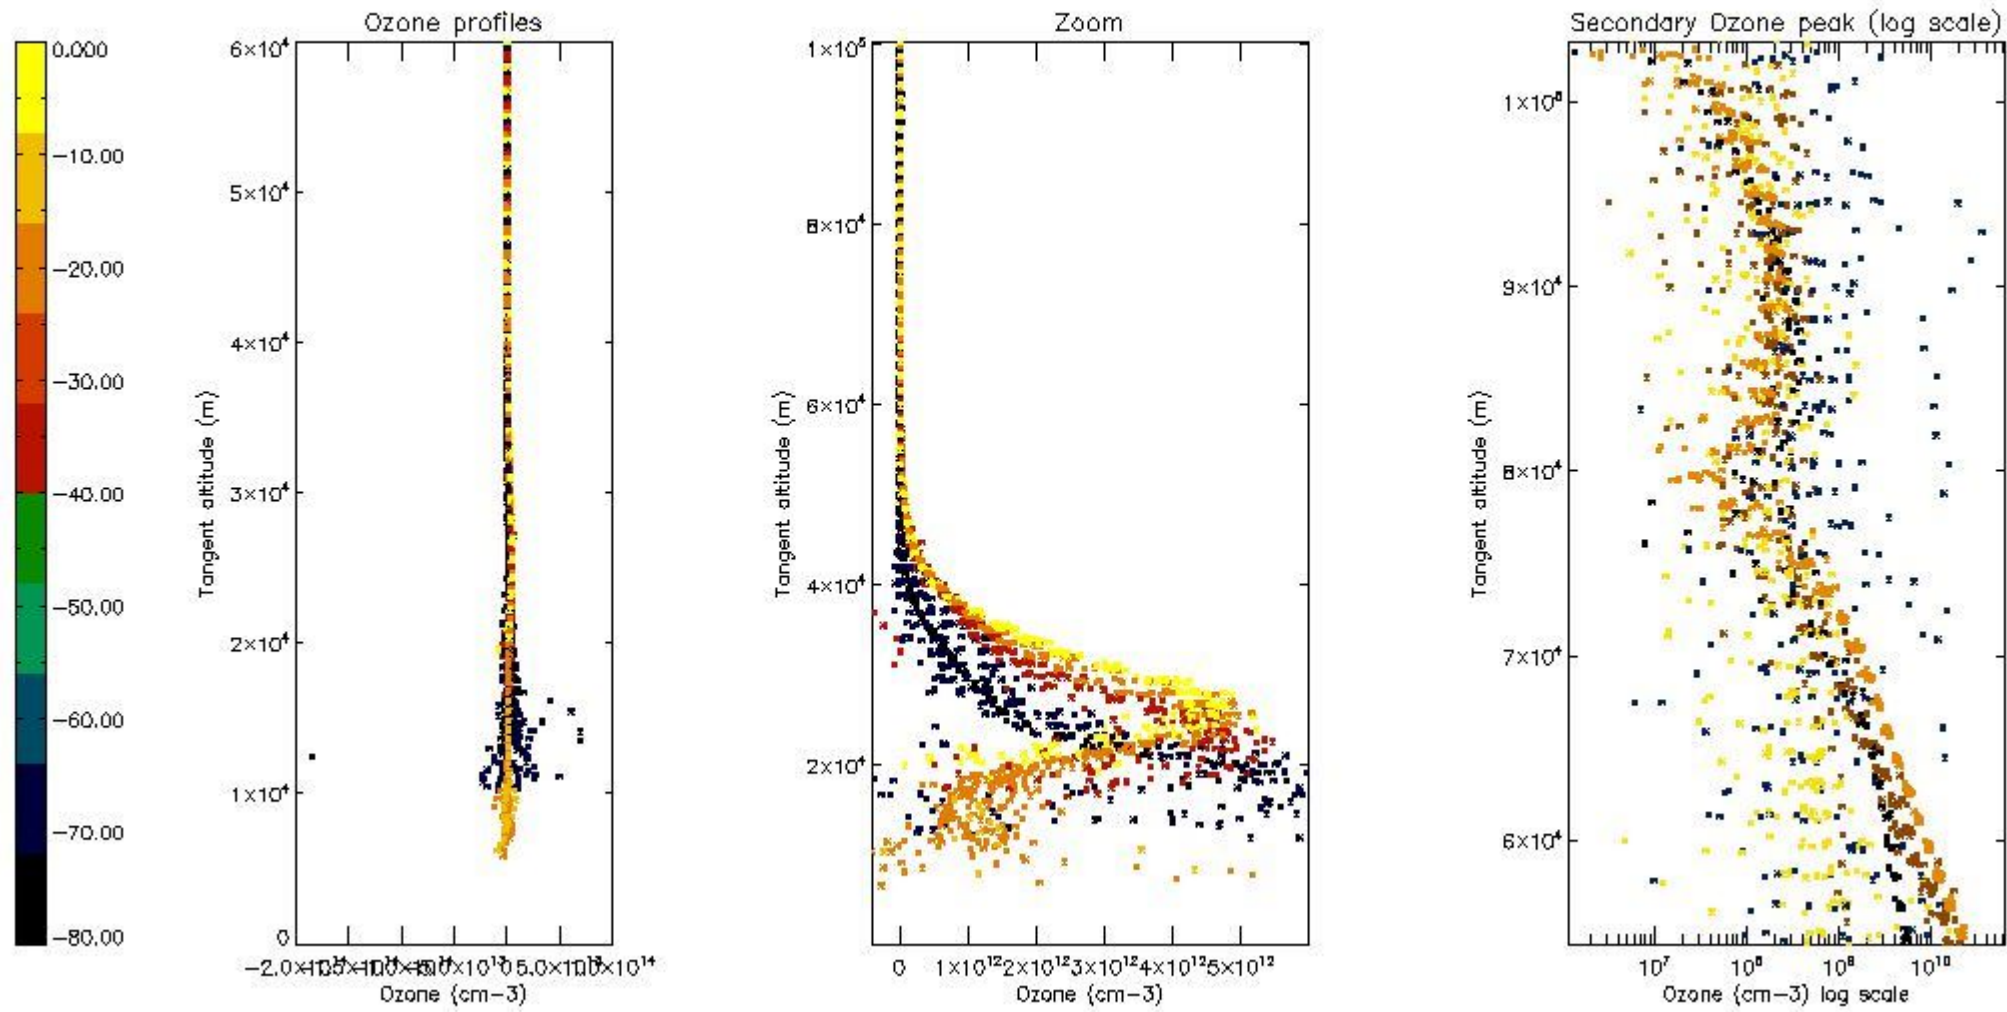 Ozone profiles
Zoom
Secondary Ozone peak (log scale)
0.000
−10.00
−20.00
−30.00
−40.00
−50.00
−60.00
−70.00
−80.00
Tangent altitude (m)
6×10⁴
5×10⁴
4×10⁴
3×10⁴
2×10⁴
1×10⁴
0
Ozone (cm−3)
Tangent altitude (m)
1×10⁵
8×10⁴
6×10⁴
4×10⁴
2×10⁴
0 1×10¹² 2×10¹² 3×10¹² 4×10¹² 5×10¹²
Ozone (cm−3)
Tangent altitude (m)
1×10⁵
9×10⁴
8×10⁴
7×10⁴
6×10⁴
10⁷ 10⁸ 10⁹ 10¹⁰
Ozone (cm−3) log scale